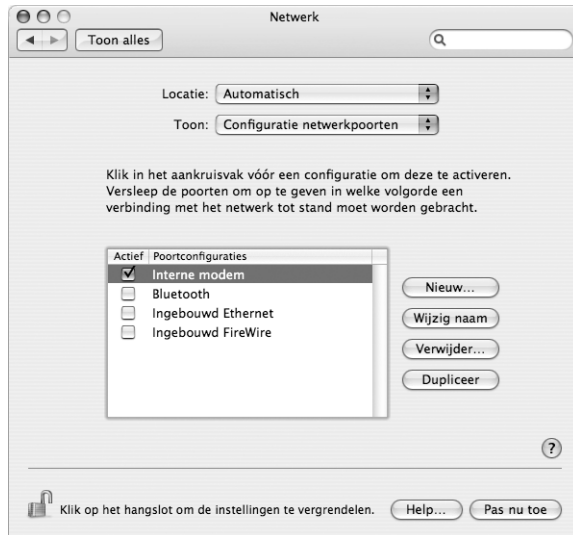 Netwerk
Toon alles
Locatie: Automatisch
Toon: Configuratie netwerkpoorten
Klik in het aankruisvak vóór een configuratie om deze te activeren.
Versleep de poorten om op te geven in welke volgorde een
verbinding met het netwerk tot stand moet worden gebracht.
Actief Poortconfiguraties
Interne modem
Bluetooth
Ingebouwd Ethernet
Ingebouwd FireWire
Nieuw...
Wijzig naam
Verwijder...
Dupliceer
?
Klik op het hangslot om de instellingen te vergrendelen. Help... Pas nu toe